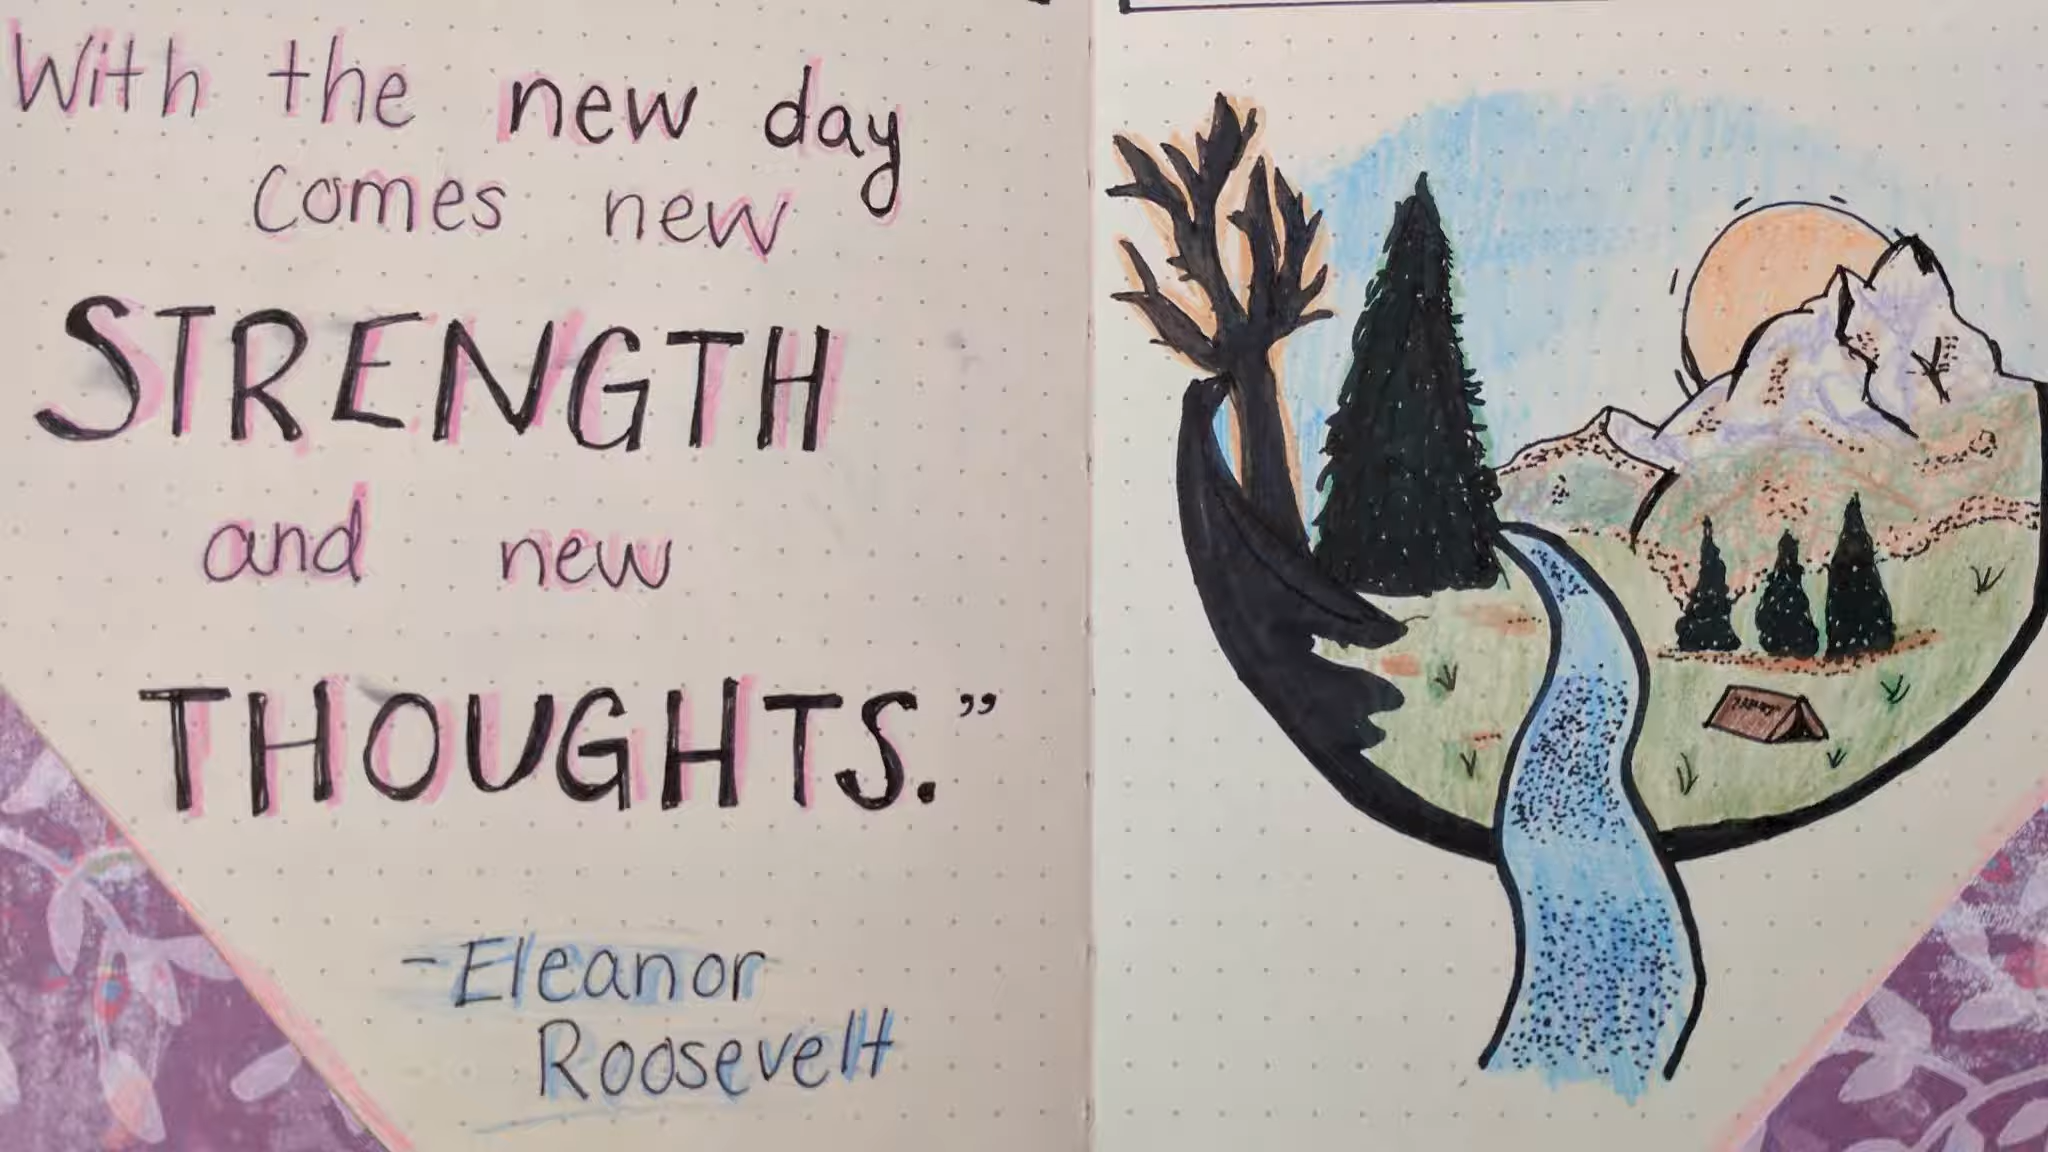 With the new day
comes new
STRENGTH
and new
THOUGHTS.”
-Eleanor
Roosevelt